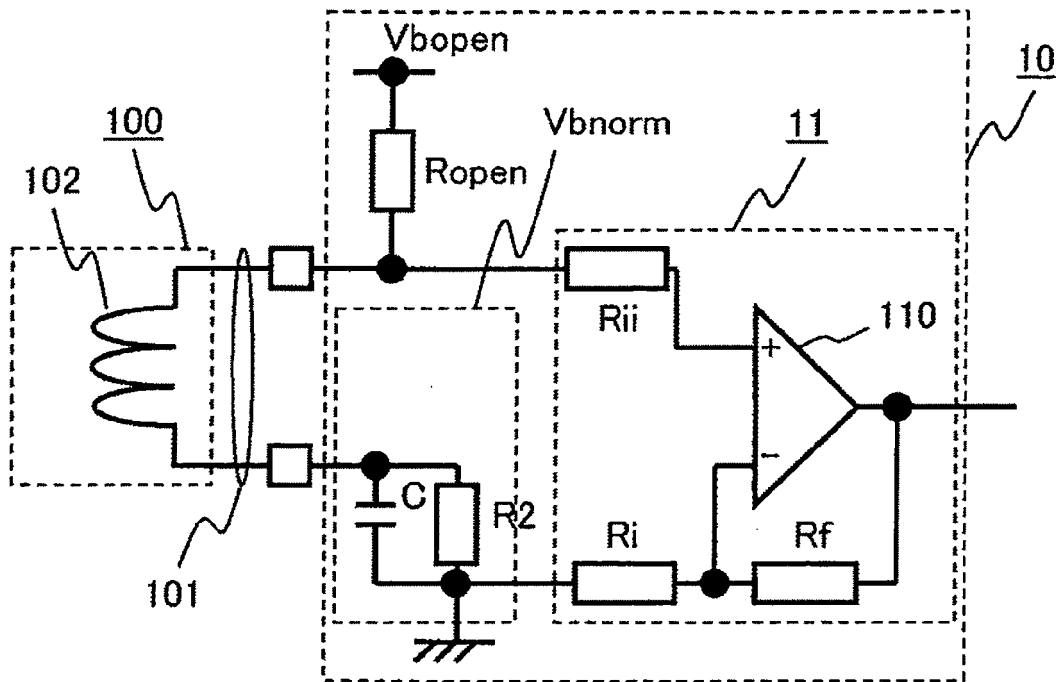 Vbopen
10
100
Vbnorm
11
102
Ropen
Rii
110
+
C
R2
−
Ri
Rf
101